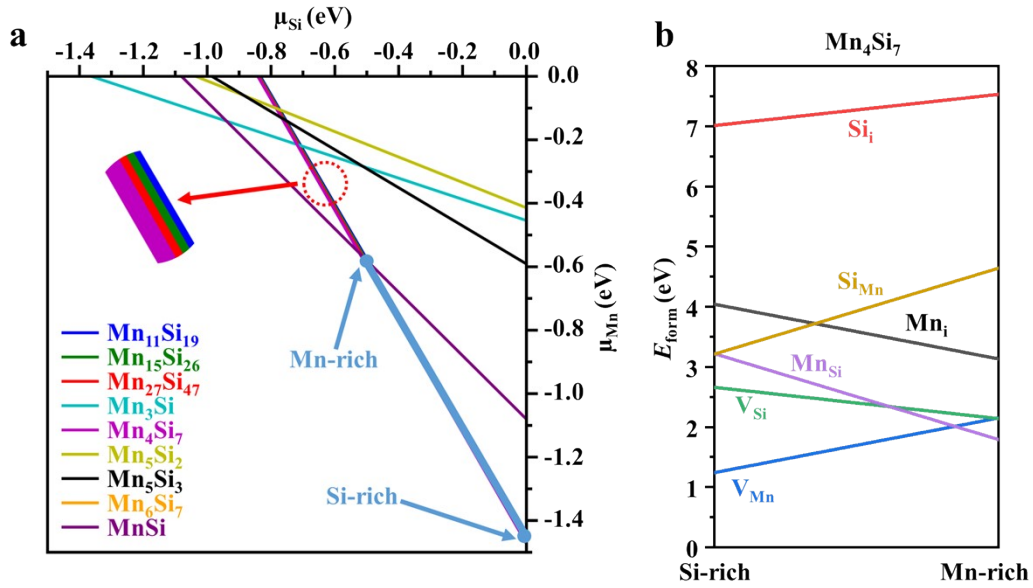 a
μSi (eV)
-1.4 -1.2 -1.0 -0.8 -0.6 -0.4 -0.2 0.0
0.0
-0.2
-0.4
-0.6
-0.8
-1.0
-1.2
-1.4
μMn (eV)
Mn-rich
Si-rich
Mn11Si19
Mn15Si26
Mn27Si47
Mn3Si
Mn4Si7
Mn5Si2
Mn5Si3
Mn6Si7
MnSi
b
Mn4Si7
8
7
6
5
4
3
2
1
0
Eform (eV)
Sii
SiMn
Mni
MnSi
VSi
VMn
Si-rich Mn-rich